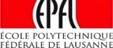 EPFL
ÉCOLE POLYTECHNIQUE
FÉDÉRALE DE LAUSANNE